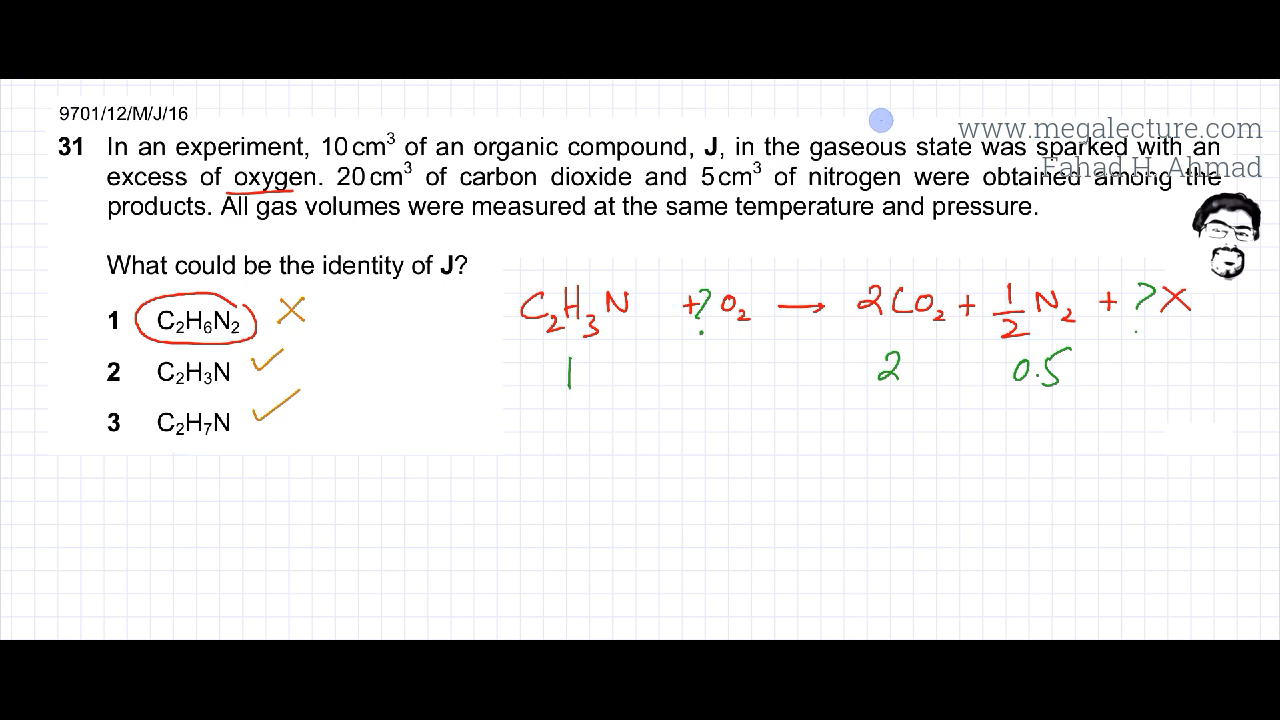 9701/12/M/J/16
www.megalecture.com
Fahad H. Ahmad
31 In an experiment, 10 cm³ of an organic compound, J, in the gaseous state was sparked with an
excess of oxygen. 20 cm³ of carbon dioxide and 5 cm³ of nitrogen were obtained among the
products. All gas volumes were measured at the same temperature and pressure.
What could be the identity of J?
1 C₂H₆N₂ ✗
2 C₂H₃N ✓
3 C₂H₇N ✓
C₂H₃N + ? O₂ → 2CO₂ + 1/2 N₂ + ? X
1 2 0.5